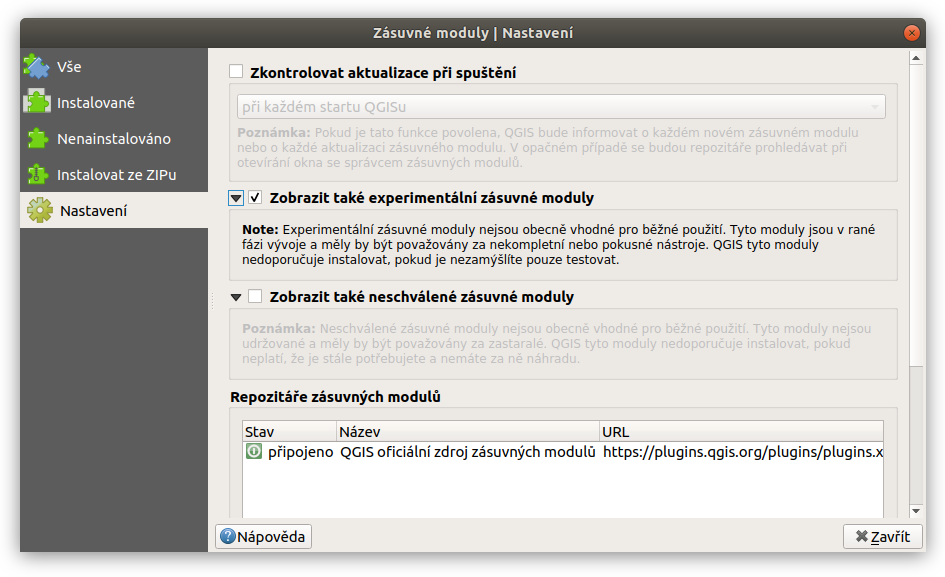 Zásuvné moduly | Nastavení
Vše
Instalované
Nenainstalováno
Instalovat ze ZIPu
Nastavení
Zkontrolovat aktualizace při spuštění
při každém startu QGISu
Poznámka: Pokud je tato funkce povolena, QGIS bude informovat o každém novém zásuvném modulu
nebo o každé aktualizaci zásuvného modulu. V opačném případě se budou repozitáře prohledávat při
otevírání okna se správcem zásuvných modulů.
Zobrazit také experimentální zásuvné moduly
Note: Experimentální zásuvné moduly nejsou obecně vhodné pro běžné použití. Tyto moduly jsou v rané
fázi vývoje a měly by být považovány za nekompletní nebo pokusné nástroje. QGIS tyto moduly
nedoporučuje instalovat, pokud je nezamýšlíte pouze testovat.
Zobrazit také neschválené zásuvné moduly
Poznámka: Neschválené zásuvné moduly nejsou obecně vhodné pro běžné použití. Tyto moduly nejsou
udržované a měly by být považovány za zastaralé. QGIS tyto moduly nedoporučuje instalovat, pokud
neplatí, že je stále potřebujete a nemáte za ně náhradu.
Repozitáře zásuvných modulů
Stav Název URL
připojeno QGIS oficiální zdroj zásuvných modulů https://plugins.qgis.org/plugins/plugins.x
Nápověda
Zavřít